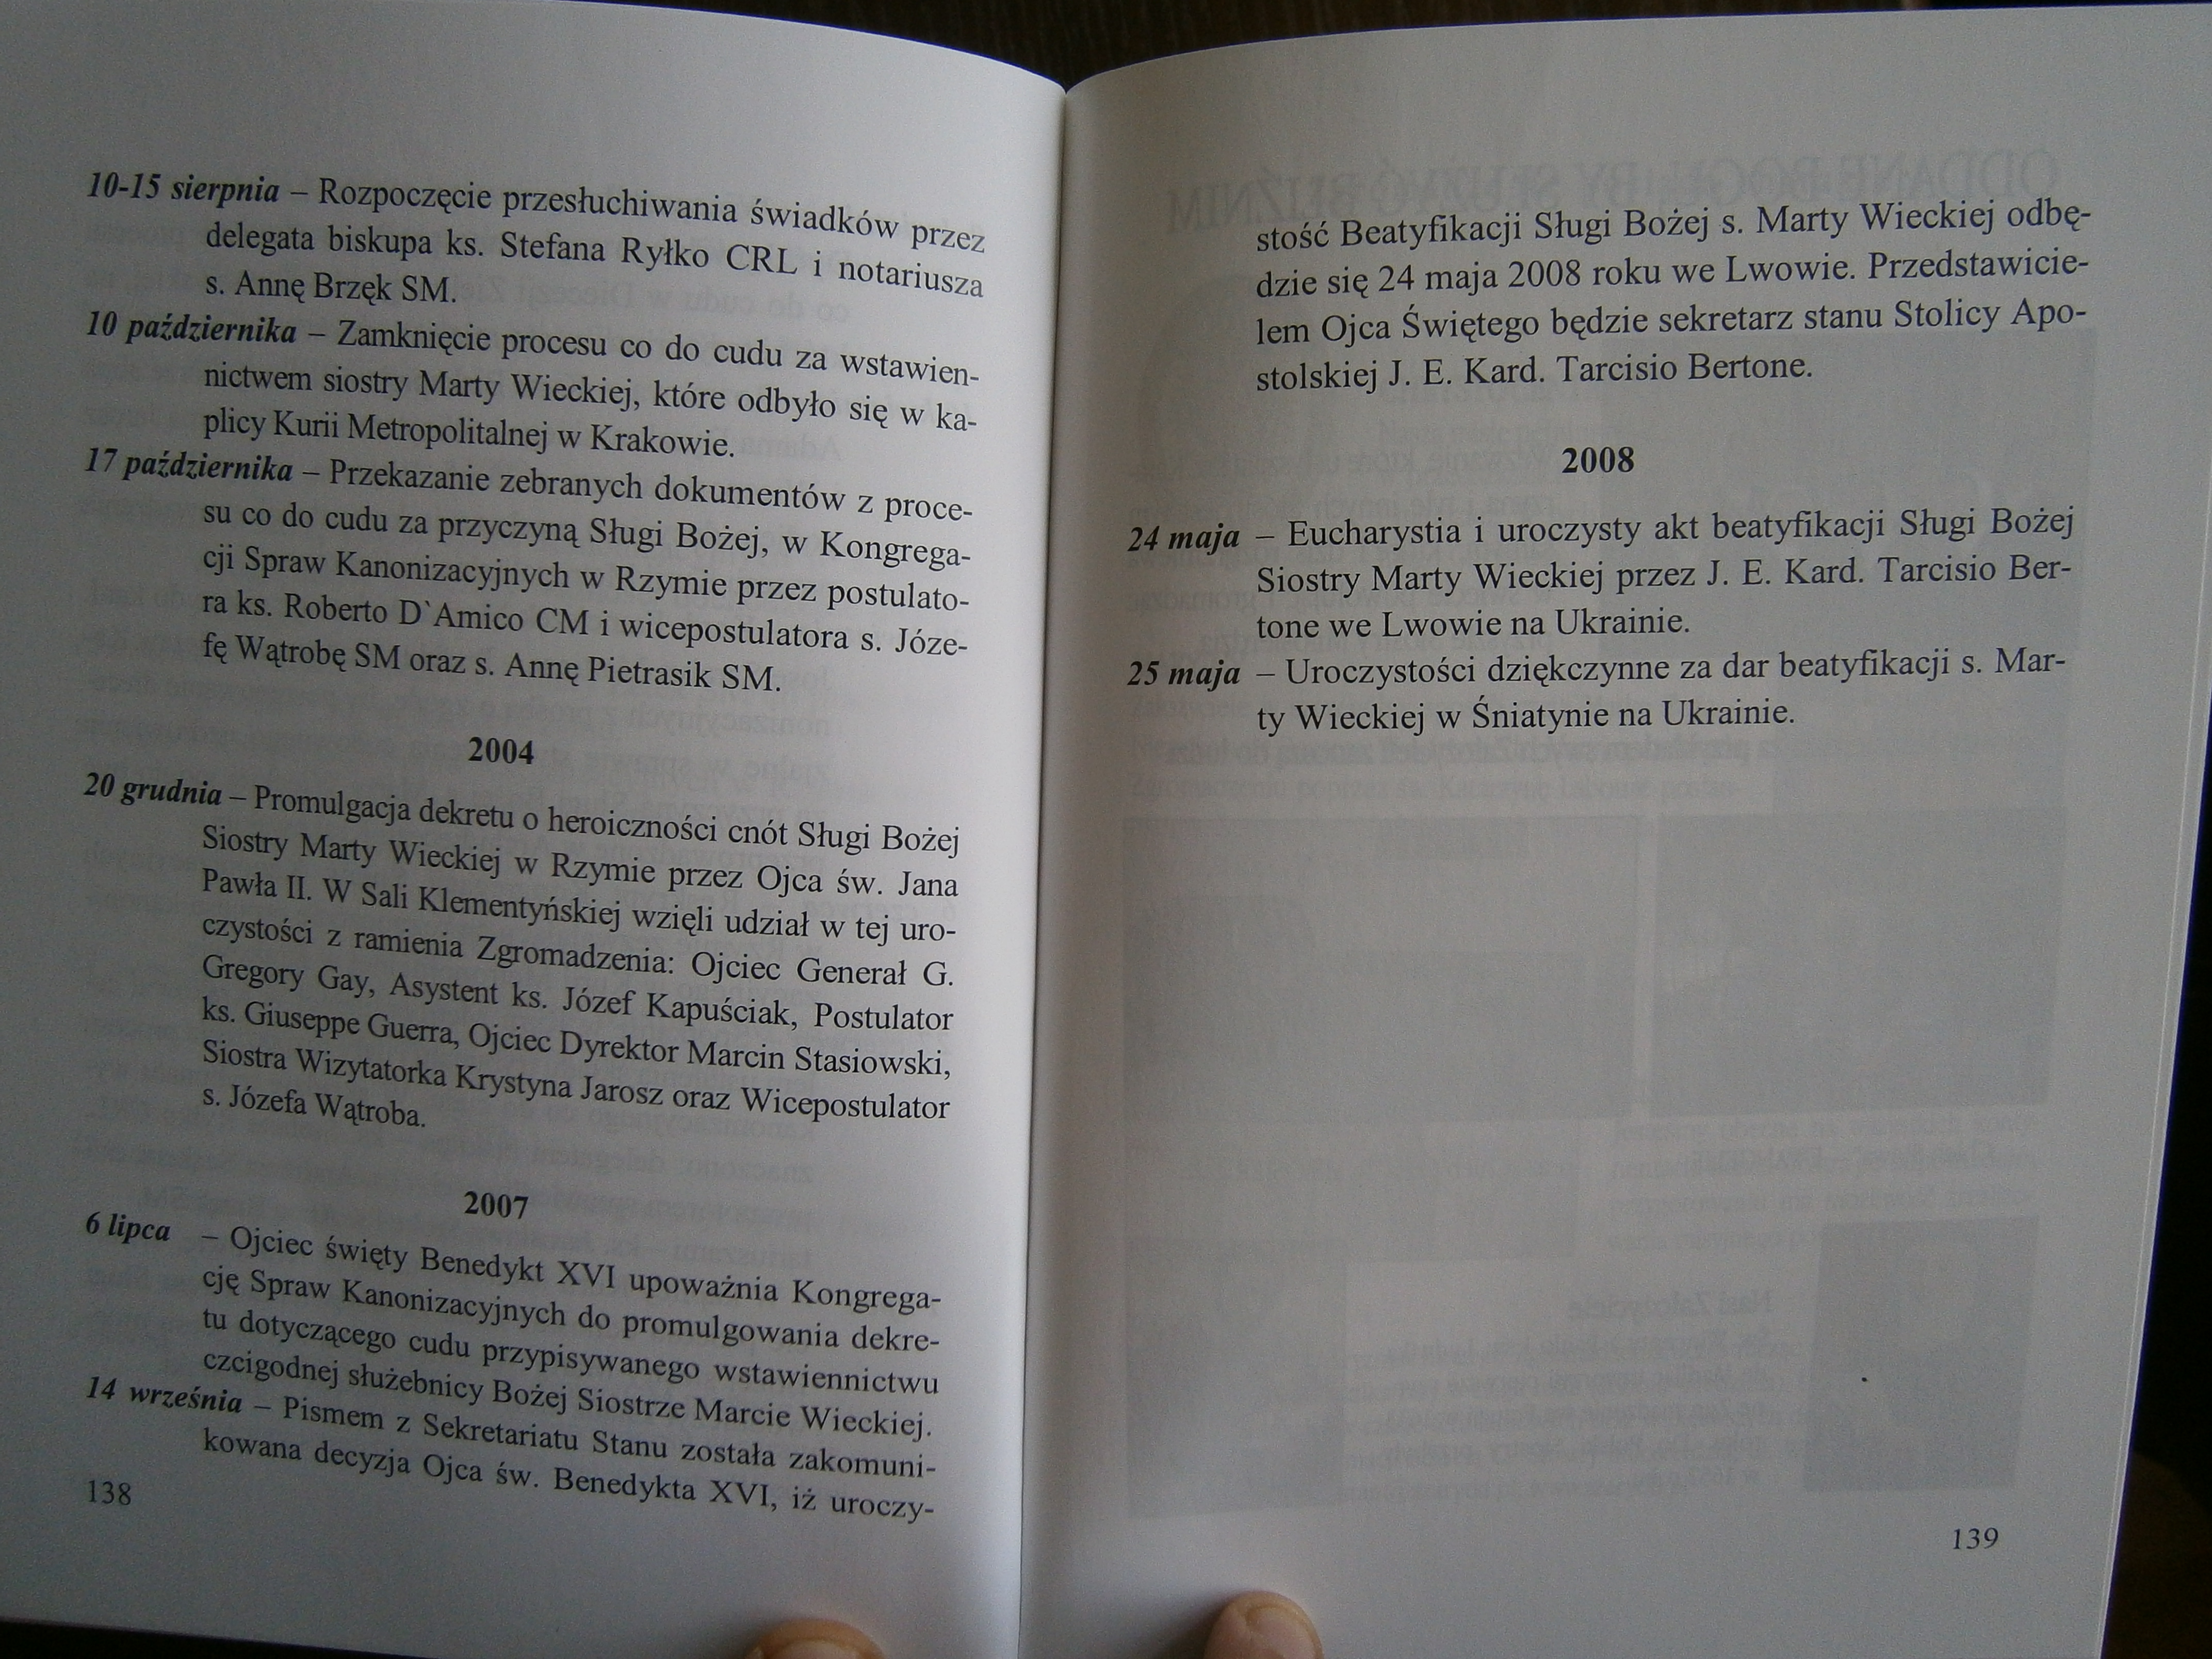 10-15 sierpnia – Rozpoczęcie przesłuchiwania świadków przez
delegata biskupa ks. Stefana Ryłko CRL i notariusza
s. Annę Brzęk SM.
10 października – Zamknięcie procesu co do cudu za wstawien-
nictwem siostry Marty Wieckiej, które odbyło się w ka-
plicy Kurii Metropolitalnej w Krakowie.
17 października – Przekazanie zebranych dokumentów z proce-
su co do cudu za przyczyną Sługi Bożej, w Kongrega-
cji Spraw Kanonizacyjnych w Rzymie przez postulato-
ra ks. Roberto D`Amico CM i wicepostulatora s. Józe-
fę Wątrobę SM oraz s. Annę Pietrasik SM.
2004
20 grudnia – Promulgacja dekretu o heroiczności cnót Sługi Bożej
Siostry Marty Wieckiej w Rzymie przez Ojca św. Jana
Pawła II. W Sali Klementyńskiej wzięli udział w tej uro-
czystości z ramienia Zgromadzenia: Ojciec Generał G.
Gregory Gay, Asystent ks. Józef Kapuściak, Postulator
ks. Giuseppe Guerra, Ojciec Dyrektor Marcin Stasiowski,
Siostra Wizytatorka Krystyna Jarosz oraz Wicepostulator
s. Józefa Wątroba.
2007
6 lipca – Ojciec święty Benedykt XVI upoważnia Kongrega-
cję Spraw Kanonizacyjnych do promulgowania dekre-
tu dotyczącego cudu przypisywanego wstawiennictwu
czcigodnej służebnicy Bożej Siostrze Marcie Wieckiej.
14 września – Pismem z Sekretariatu Stanu została zakomuni-
kowana decyzja Ojca św. Benedykta XVI, iż uroczy-
138
stość Beatyfikacji Sługi Bożej s. Marty Wieckiej odbę-
dzie się 24 maja 2008 roku we Lwowie. Przedstawicie-
lem Ojca Świętego będzie sekretarz stanu Stolicy Apo-
stolskiej J. E. Kard. Tarcisio Bertone.
2008
24 maja – Eucharystia i uroczysty akt beatyfikacji Sługi Bożej
Siostry Marty Wieckiej przez J. E. Kard. Tarcisio Ber-
tone we Lwowie na Ukrainie.
25 maja – Uroczystości dziękczynne za dar beatyfikacji s. Mar-
ty Wieckiej w Śniatynie na Ukrainie.
139